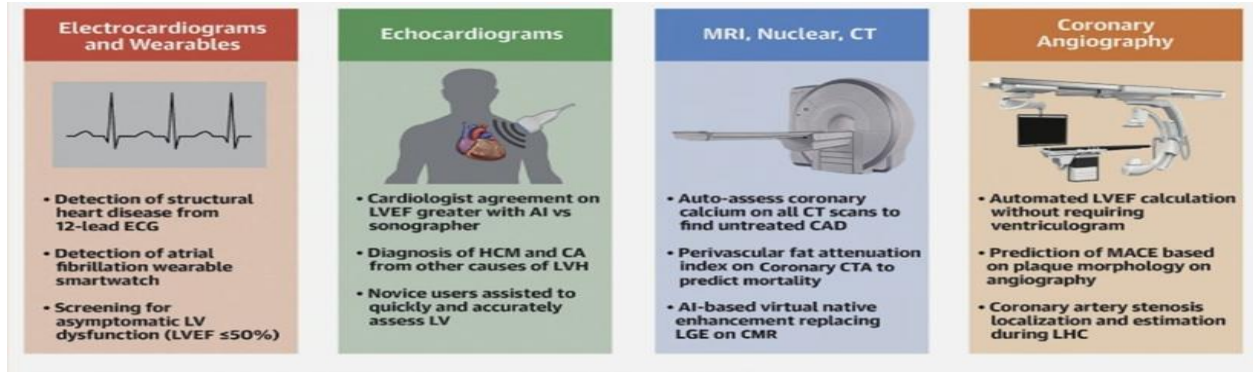 Electrocardiograms
and Wearables
• Detection of structural
heart disease from
12-lead ECG
• Detection of atrial
fibrillation wearable
smartwatch
• Screening for
asymptomatic LV
dysfunction (LVEF ≤50%)
Echocardiograms
• Cardiologist agreement on
LVEF greater with AI vs
sonographer
• Diagnosis of HCM and CA
from other causes of LVH
• Novice users assisted to
quickly and accurately
assess LV
MRI, Nuclear, CT
• Auto-assess coronary
calcium on all CT scans to
find untreated CAD
• Perivascular fat attenuation
index on Coronary CTA to
predict mortality
• AI-based virtual native
enhancement replacing
LGE on CMR
Coronary
Angiography
• Automated LVEF calculation
without requiring
ventriculogram
• Prediction of MACE based
on plaque morphology on
angiography
• Coronary artery stenosis
localization and estimation
during LHC